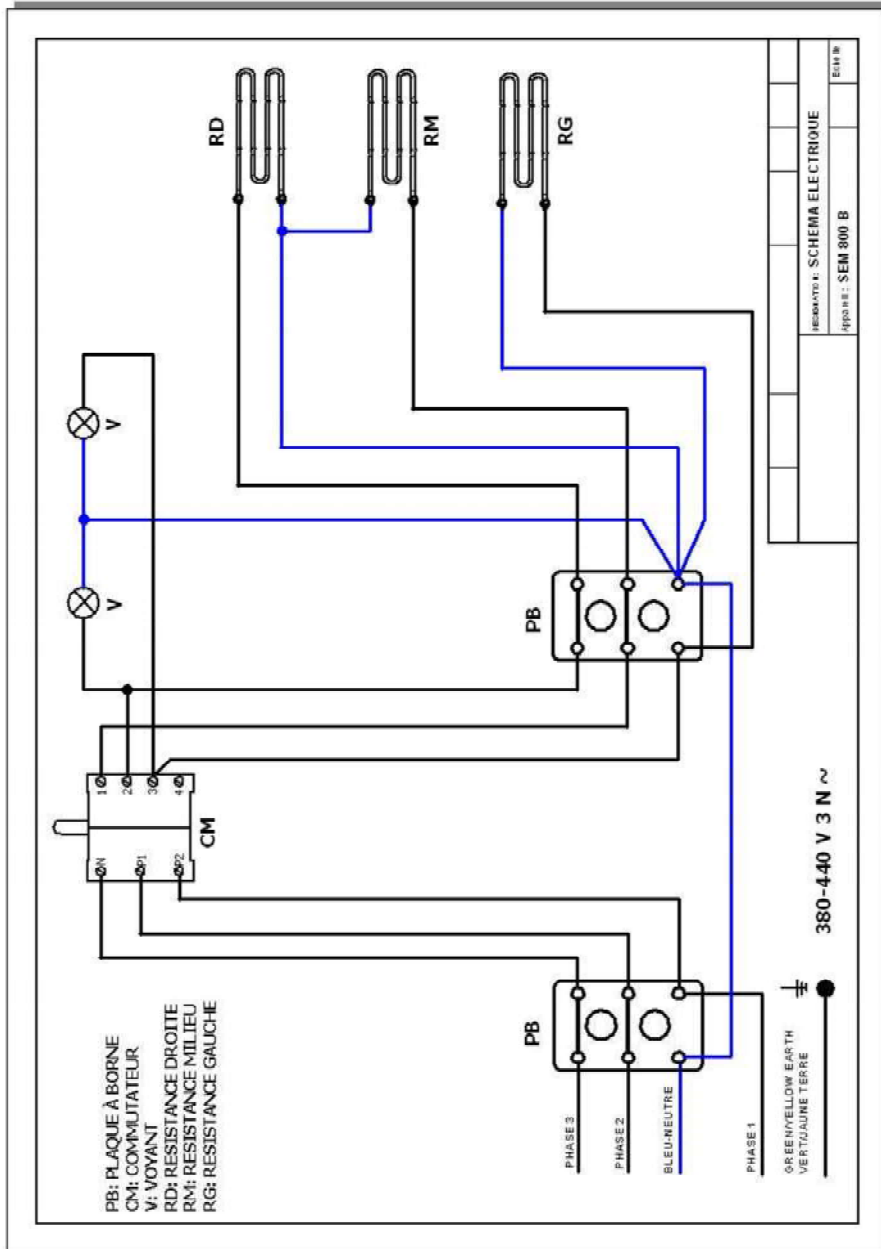 PB: PLAQUE À BORNE
CM: COMMUTATEUR
V: VOYANT
RD: RESISTANCE DROITE
RM: RESISTANCE MILIEU
RG: RESISTANCE GAUCHE
N
P1
P2
1
2
3
4
CM
V
V
RD
RM
RG
PB
PB
PHASE 3
PHASE 2
BLEU-NEUTRE
PHASE 1
GREEN/YELLOW EARTH
VERT/JAUNE TERRE
380-440 V 3 N ~
SCHEMA ELECTRIQUE
Appareil: SEM 800 B